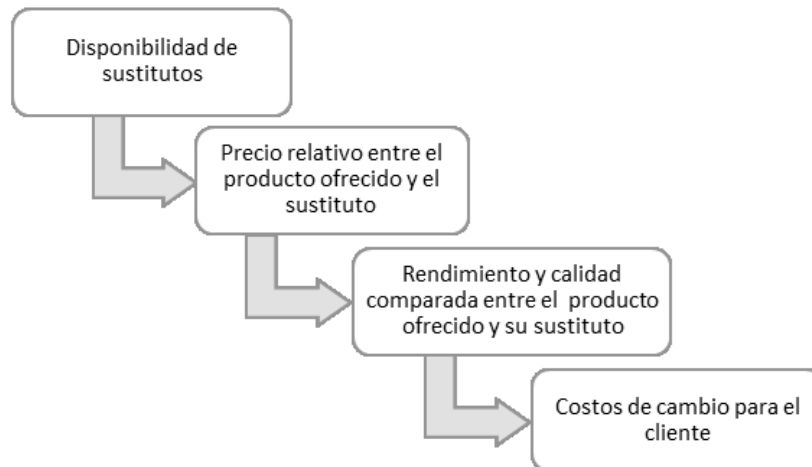 Disponibilidad de
sustitutos
Precio relativo entre el
producto ofrecido y el
sustituto
Rendimiento y calidad
comparada entre el  producto
ofrecido y su sustituto
Costos de cambio para el
cliente